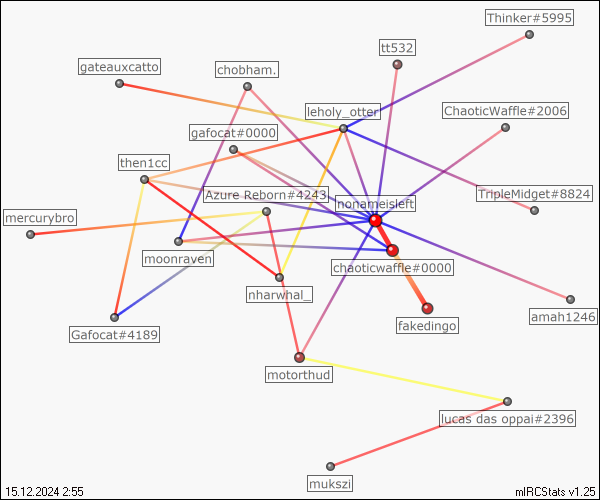 Thinker#5995
tt532
gateauxcatto
chobham.
leholy_otter
ChaoticWaffle#2006
gafocat#0000
then1cc
Azure Reborn#4243
TripleMidget#8824
nonameisleft
mercurybro
moonraven
chaoticwaffle#0000
nharwhal_
amah1246
fakedingo
Gafocat#4189
motorthud
lucas das oppai#2396
mukszi
15.12.2024 2:55
mIRCStats v1.25